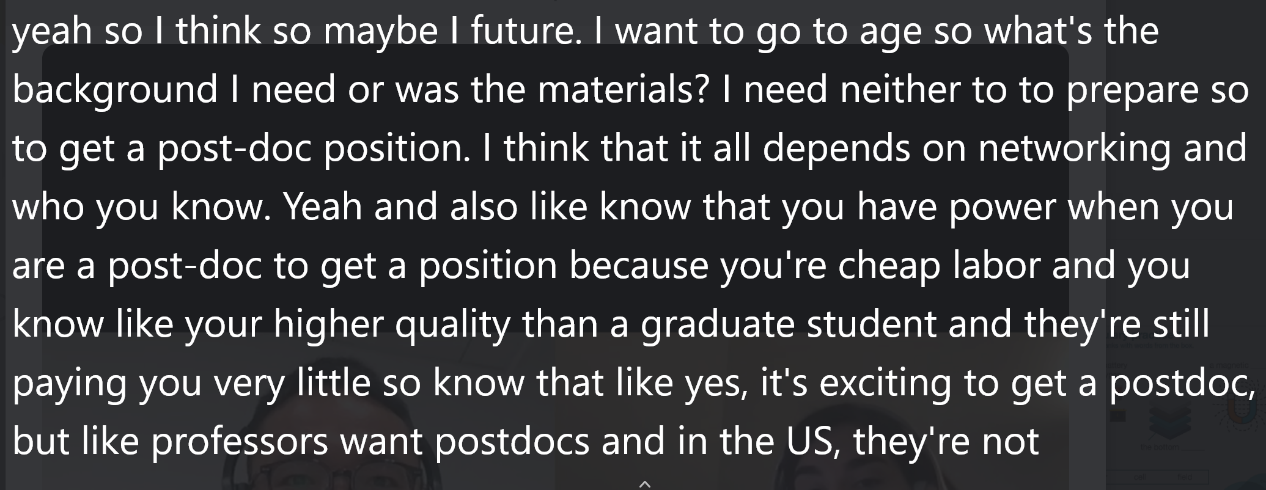 yeah so I think so maybe I future. I want to go to age so what's the
background I need or was the materials? I need neither to to prepare so
to get a post-doc position. I think that it all depends on networking and
who you know. Yeah and also like know that you have power when you
are a post-doc to get a position because you're cheap labor and you
know like your higher quality than a graduate student and they're still
paying you very little so know that like yes, it's exciting to get a postdoc,
but like professors want postdocs and in the US, they're not